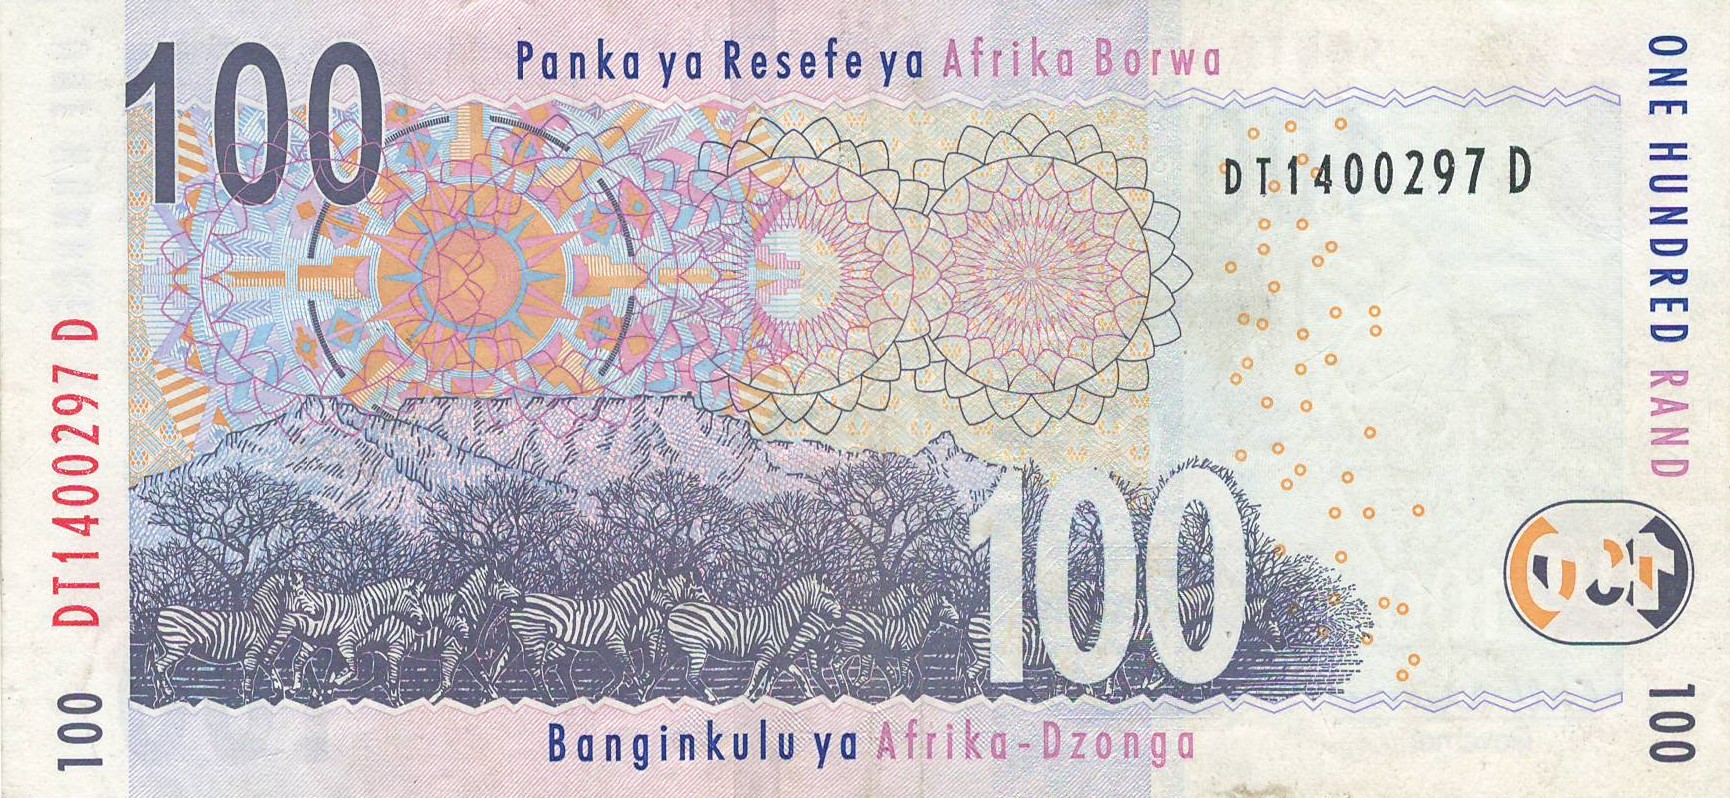 100
Panka ya Resefe ya Afrika Borwa
DT1400297 D
ONE HUNDRED RAND
DT1400297 D
100
100
100
Banginkulu ya Afrika-Dzonga